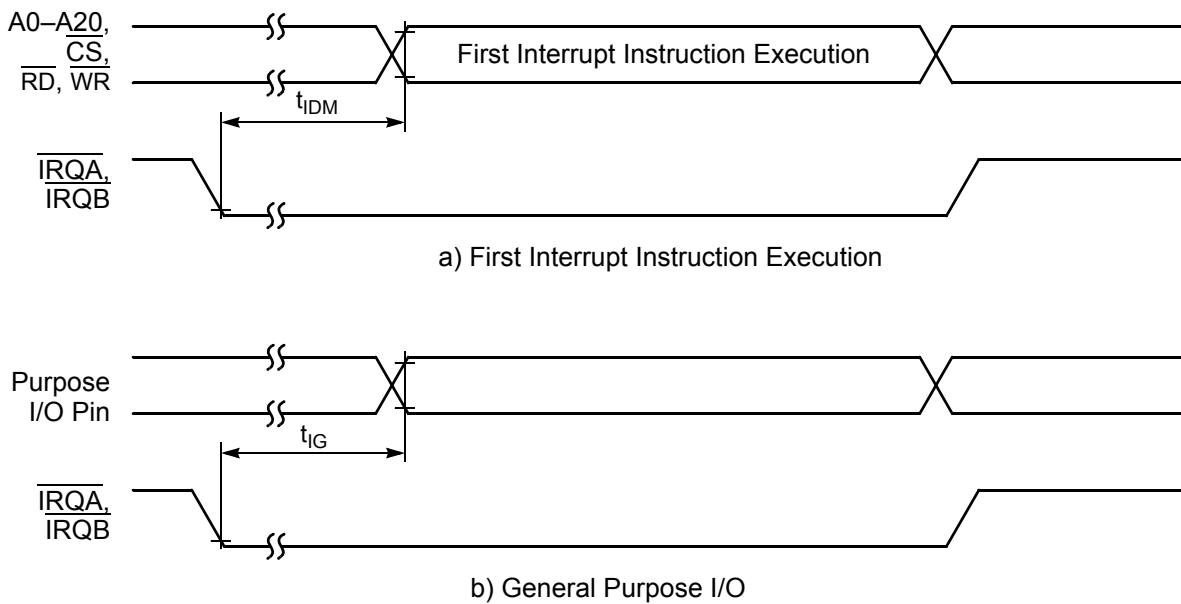 A0–A20,
CS,
RD, WR
First Interrupt Instruction Execution
tIDM
IRQA,
IRQB
a) First Interrupt Instruction Execution
Purpose
I/O Pin
tIG
IRQA,
IRQB
b) General Purpose I/O